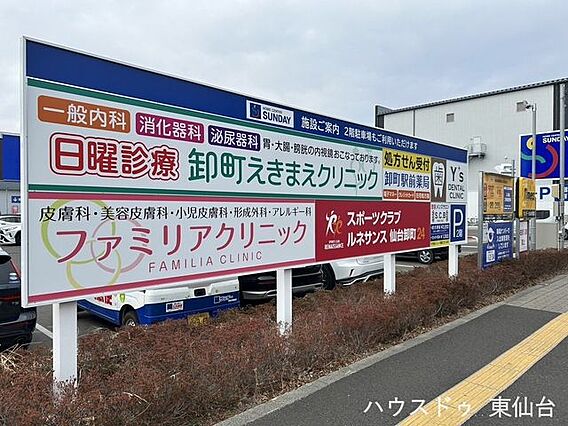 HOME CENTER
SUNDAY
施設ご案内 2階駐車場もご利用いただけます
一般内科
消化器科
泌尿器科
胃・大腸・膀胱の内視鏡おこなっております。
日曜診療
卸町えきまえクリニック
処方せん受付
卸町駅前薬局
歯
Y's
DENTAL
CLINIC
皮膚科・美容皮膚科・小児皮膚科・形成外科・アレルギー科
ファミリアクリニック
FAMILIA CLINIC
スポーツクラブ
ルネサンス 仙台卸町24
P
SUNDAY
P
ハウスドゥ 東仙台